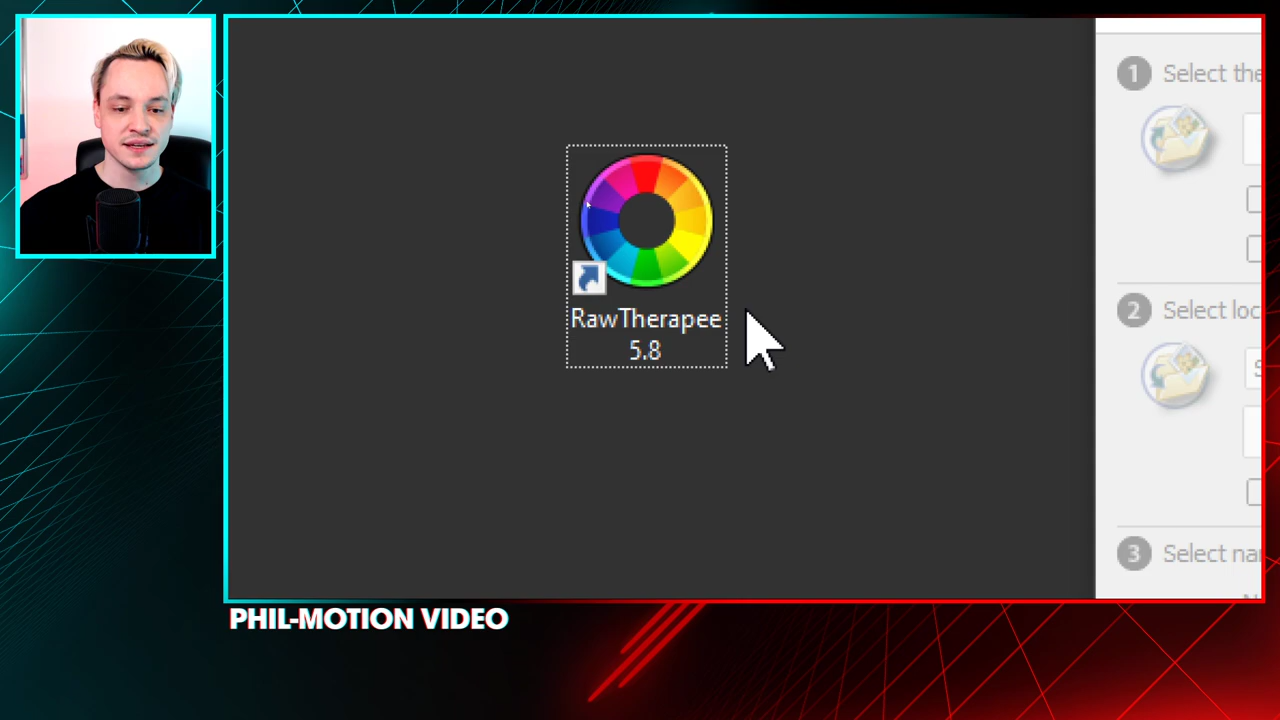 RawTherapee
5.8
1 Select the
2 Select loc
3 Select na
PHIL-MOTION VIDEO